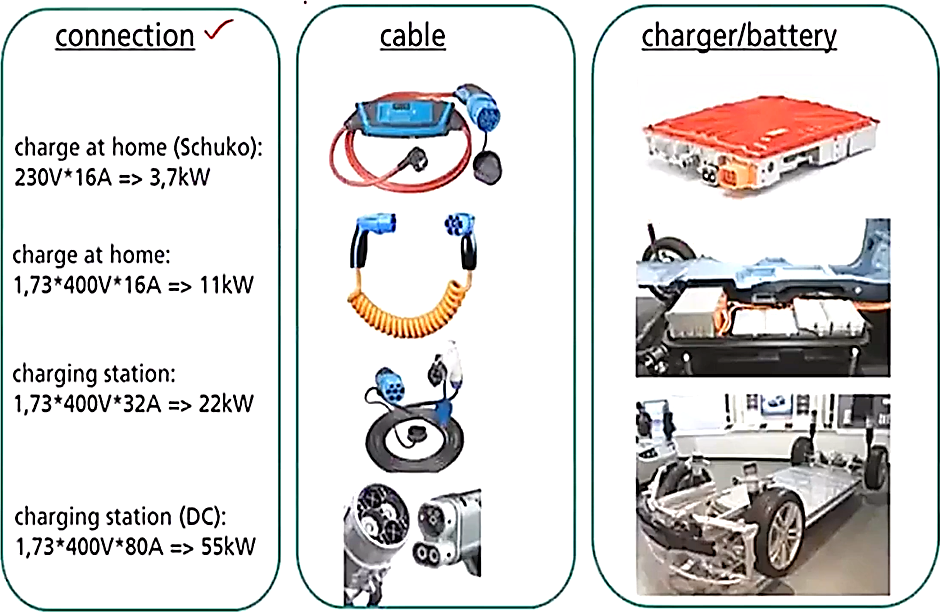 connection
charge at home (Schuko):
230V*16A => 3,7kW
charge at home:
1,73*400V*16A => 11kW
charging station:
1,73*400V*32A => 22kW
charging station (DC):
1,73*400V*80A => 55kW
cable
charger/battery